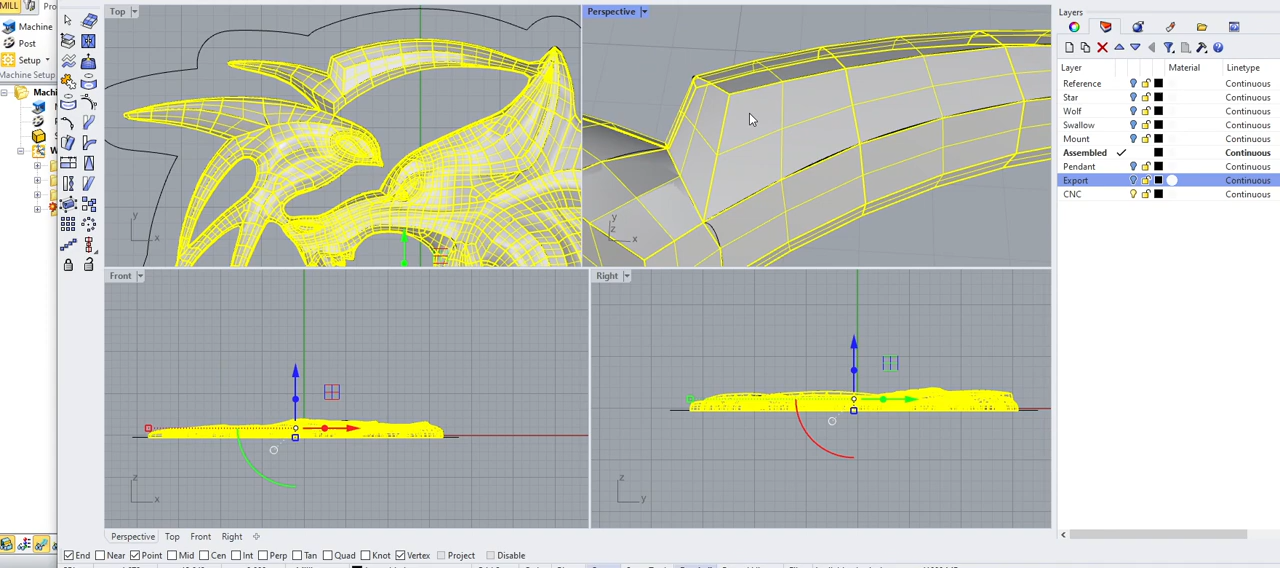 MILL
Pro
Machine
Post
Setup
Machine Setup
Machi
W
Top
Perspective
y
x
y
z
x
Front
Right
z
x
z
y
Perspective Top Front Right
End Near Point Mid Cen Int Perp Tan Quad Knot Vertex Project Disable
Layers
Layer Material Linetype
Reference Continuous
Star Continuous
Wolf Continuous
Swallow Continuous
Mount Continuous
Assembled Continuous
Pendant Continuous
Export Continuous
CNC Continuous